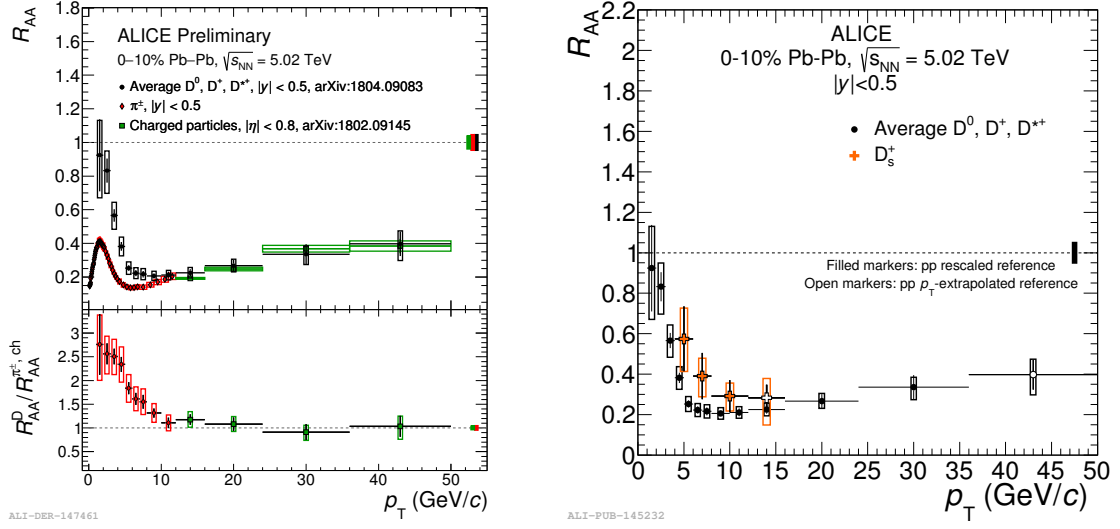 R_AA
1.8
1.6
1.4
1.2
1
0.8
0.6
0.4
0.2
ALICE Preliminary
0–10% Pb–Pb, √s_NN = 5.02 TeV
Average D⁰, D⁺, D*⁺, |y| < 0.5, arXiv:1804.09083
π±, |y| < 0.5
Charged particles, |η| < 0.8, arXiv:1802.09145
R_AA^D / R_AA^π±, ch
3
2.5
2
1.5
1
0.5
0 10 20 30 40 50
p_T (GeV/c)
ALI-DER-147461
R_AA
2.2
2
1.8
1.6
1.4
1.2
1
0.8
0.6
0.4
0.2
0
ALICE
0-10% Pb-Pb, √s_NN = 5.02 TeV
|y|<0.5
Average D⁰, D⁺, D*⁺
D_s⁺
Filled markers: pp rescaled reference
Open markers: pp p_T-extrapolated reference
0 5 10 15 20 25 30 35 40 45 50
p_T (GeV/c)
ALI-PUB-145232